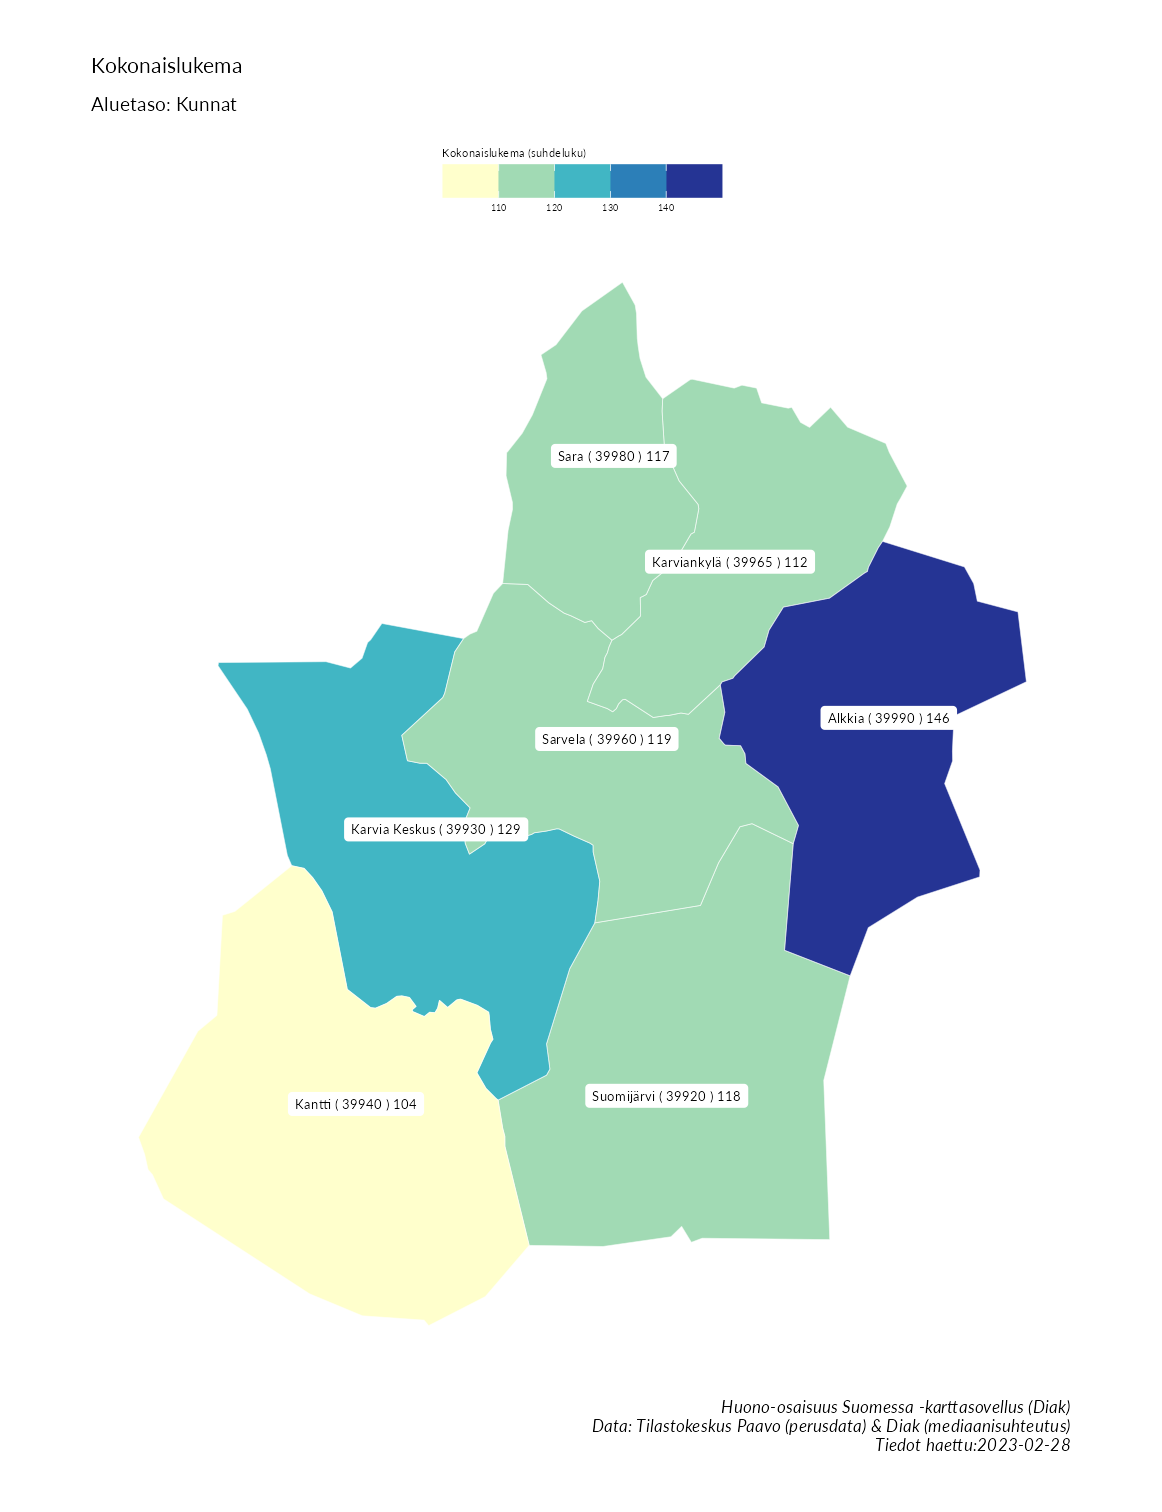 Kokonaislukema
Aluetaso: Kunnat
Kokonaislukema (suhdeluku)
110 120 130 140
Sara ( 39980 ) 117
Karviankylä ( 39965 ) 112
Alkkia ( 39990 ) 146
Sarvela ( 39960 ) 119
Karvia Keskus ( 39930 ) 129
Suomijärvi ( 39920 ) 118
Kantti ( 39940 ) 104
Huono-osaisuus Suomessa -karttasovellus (Diak)
Data: Tilastokeskus Paavo (perusdata) & Diak (mediaanisuhteutus)
Tiedot haettu:2023-02-28